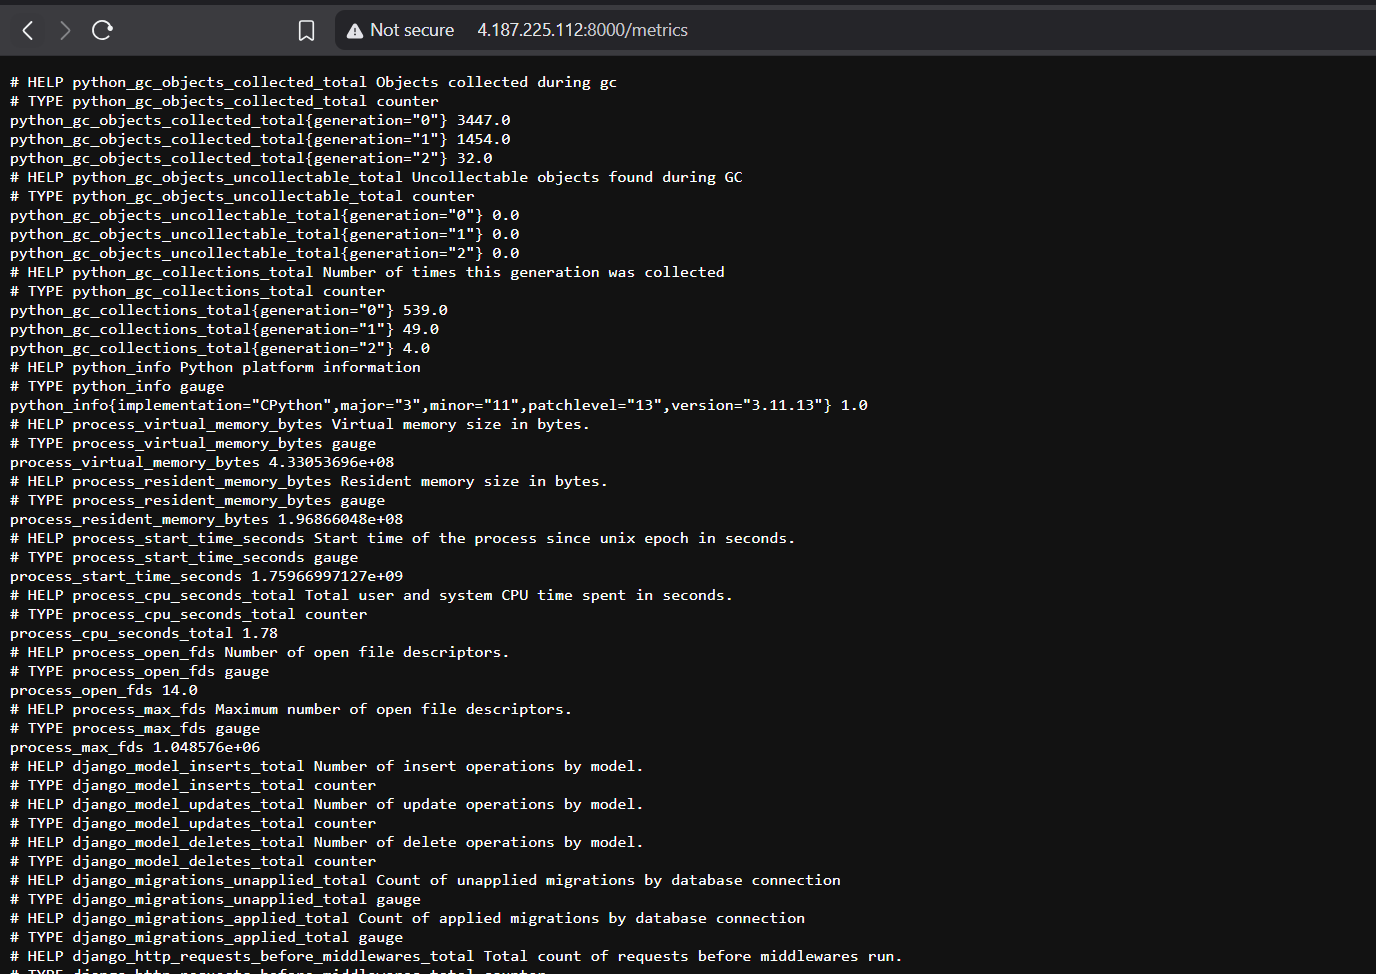 Not secure 4.187.225.112:8000/metrics
# HELP python_gc_objects_collected_total Objects collected during gc
# TYPE python_gc_objects_collected_total counter
python_gc_objects_collected_total{generation="0"} 3447.0
python_gc_objects_collected_total{generation="1"} 1454.0
python_gc_objects_collected_total{generation="2"} 32.0
# HELP python_gc_objects_uncollectable_total Uncollectable objects found during GC
# TYPE python_gc_objects_uncollectable_total counter
python_gc_objects_uncollectable_total{generation="0"} 0.0
python_gc_objects_uncollectable_total{generation="1"} 0.0
python_gc_objects_uncollectable_total{generation="2"} 0.0
# HELP python_gc_collections_total Number of times this generation was collected
# TYPE python_gc_collections_total counter
python_gc_collections_total{generation="0"} 539.0
python_gc_collections_total{generation="1"} 49.0
python_gc_collections_total{generation="2"} 4.0
# HELP python_info Python platform information
# TYPE python_info gauge
python_info{implementation="CPython",major="3",minor="11",patchlevel="13",version="3.11.13"} 1.0
# HELP process_virtual_memory_bytes Virtual memory size in bytes.
# TYPE process_virtual_memory_bytes gauge
process_virtual_memory_bytes 4.33053696e+08
# HELP process_resident_memory_bytes Resident memory size in bytes.
# TYPE process_resident_memory_bytes gauge
process_resident_memory_bytes 1.96866048e+08
# HELP process_start_time_seconds Start time of the process since unix epoch in seconds.
# TYPE process_start_time_seconds gauge
process_start_time_seconds 1.75966997127e+09
# HELP process_cpu_seconds_total Total user and system CPU time spent in seconds.
# TYPE process_cpu_seconds_total counter
process_cpu_seconds_total 1.78
# HELP process_open_fds Number of open file descriptors.
# TYPE process_open_fds gauge
process_open_fds 14.0
# HELP process_max_fds Maximum number of open file descriptors.
# TYPE process_max_fds gauge
process_max_fds 1.048576e+06
# HELP django_model_inserts_total Number of insert operations by model.
# TYPE django_model_inserts_total counter
# HELP django_model_updates_total Number of update operations by model.
# TYPE django_model_updates_total counter
# HELP django_model_deletes_total Number of delete operations by model.
# TYPE django_model_deletes_total counter
# HELP django_migrations_unapplied_total Count of unapplied migrations by database connection
# TYPE django_migrations_unapplied_total gauge
# HELP django_migrations_applied_total Count of applied migrations by database connection
# TYPE django_migrations_applied_total gauge
# HELP django_http_requests_before_middlewares_total Total count of requests before middlewares run.
# TYPE django_http_requests_before_middlewares_total counter